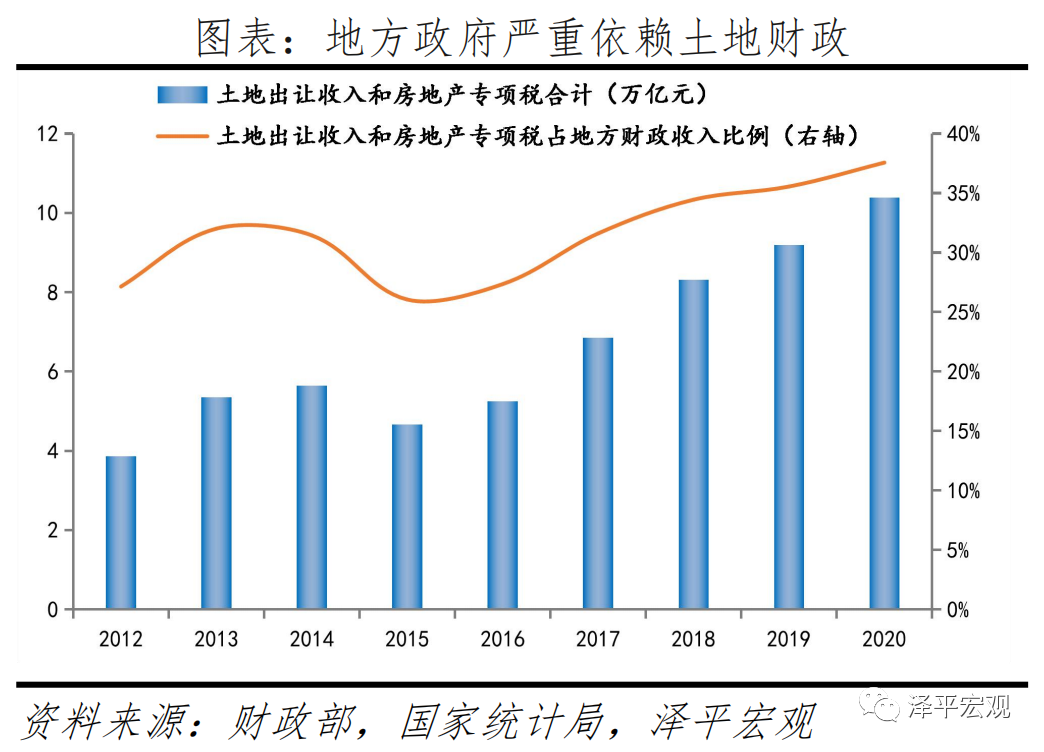 图表：地方政府严重依赖土地财政
土地出让收入和房地产专项税合计（万亿元）
土地出让收入和房地产专项税占地方财政收入比例（右轴）
12
10
8
6
4
2
0
40%
35%
30%
25%
20%
15%
10%
5%
0%
2012 2013 2014 2015 2016 2017 2018 2019 2020
资料来源：财政部，国家统计局，泽平宏观
泽平宏观